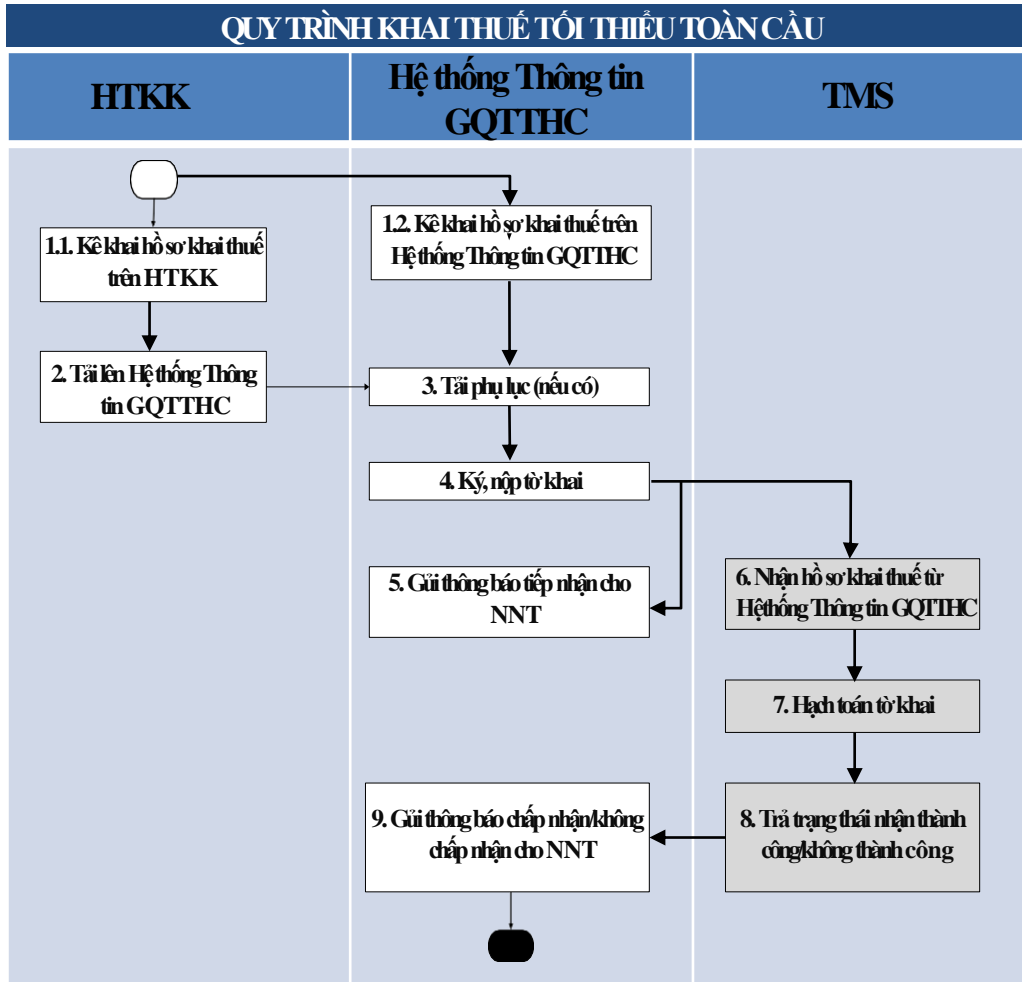 QUY TRÌNH KHAI THUẾ TỐI THIỂU TOÀN CẦU
HTKK
Hệ thống Thông tin
GQTTHC
TMS
1.1. Kê khai hồ sơ khai thuế
trên HTKK
1.2. Kê khai hồ sơ khai thuế trên
Hệ thống Thông tin GQTTHC
2. Tải lên Hệ thống Thông
tin GQTTHC
3. Tải phụ lục (nếu có)
4. Ký, nộp tờ khai
5. Gửi thông báo tiếp nhận cho
NNT
6. Nhận hồ sơ khai thuế từ
Hệ thống Thông tin GQTTHC
7. Hạch toán tờ khai
8. Trả trạng thái nhận thành
công/không thành công
9. Gửi thông báo chấp nhận/không
chấp nhận cho NNT